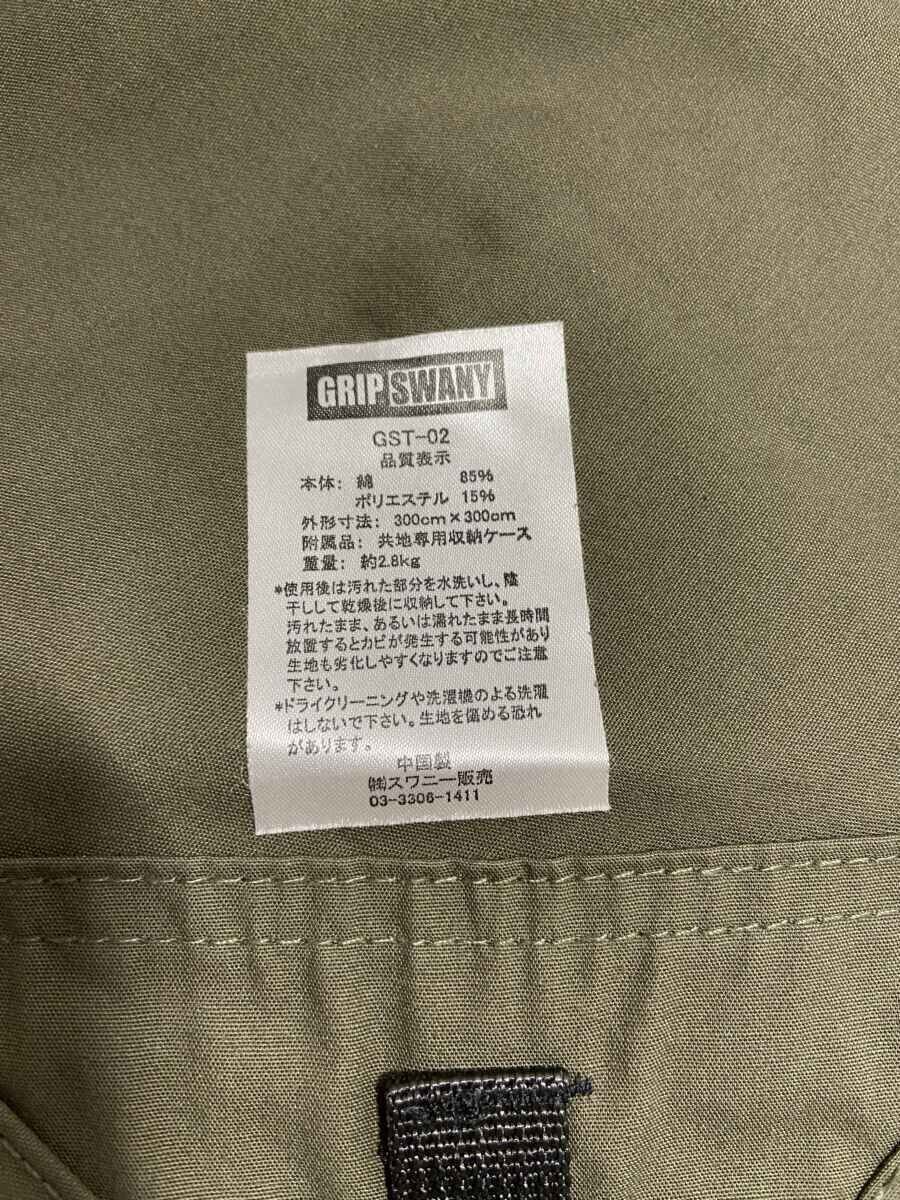 GRIP SWANY
GST-02
品質表示
本体: 綿 85%
ポリエステル 15%
外形寸法: 300cm×300cm
附属品: 共地専用収納ケース
重量: 約2.8kg
*使用後は汚れた部分を水洗いし、陰
干しして乾燥後に収納して下さい。
汚れたまま、あるいは濡れたまま長時間
放置するとカビが発生する可能性があり
生地も劣化しやすくなりますのでご注意
下さい。
*ドライクリーニングや洗濯機のよる洗濯
はしないで下さい。生地を傷める恐れ
があります。
中国製
㈱スワニー販売
03-3306-1411